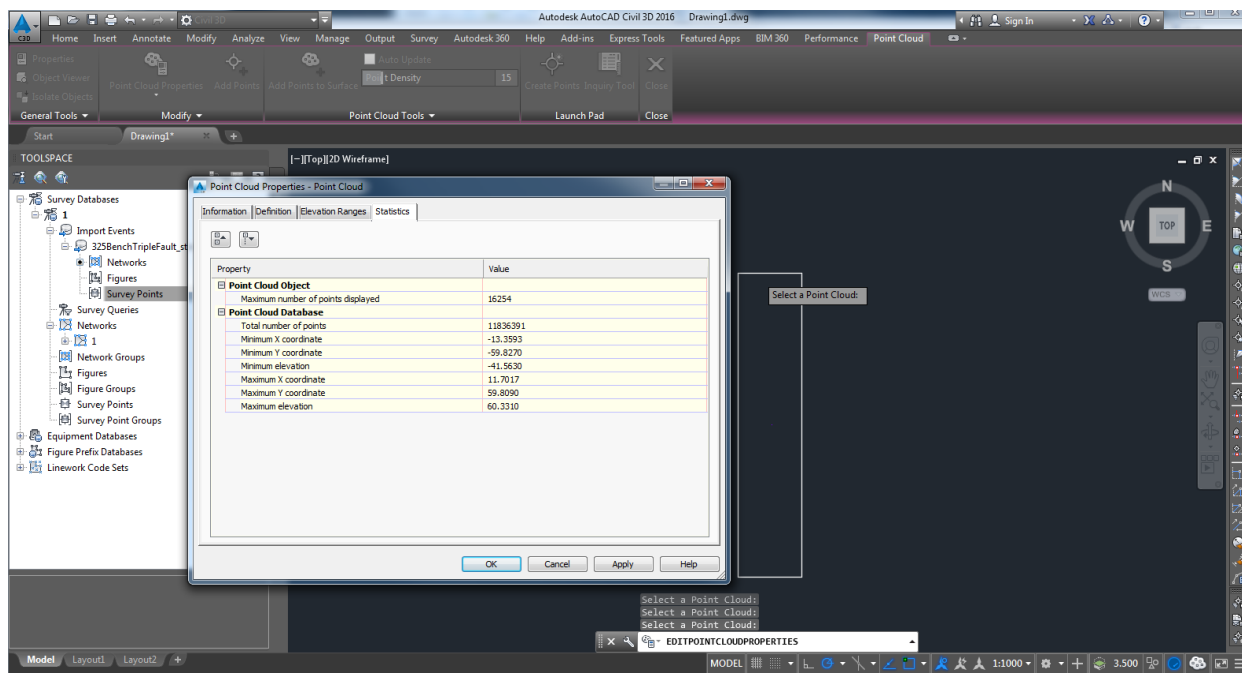 Civil 3D
Autodesk AutoCAD Civil 3D 2016 Drawing1.dwg
Sign In
C3D Home Insert Annotate Modify Analyze View Manage Output Survey Autodesk 360 Help Add-ins Express Tools Featured Apps BIM 360 Performance Point Cloud
Properties
Object Viewer
Isolate Objects
Point Cloud Properties
Add Points
Add Points to Surface
Auto Update
Point Density 15
Create Points
Inquiry Tool
Close
General Tools
Modify
Point Cloud Tools
Launch Pad
Close
Start
Drawing1*
TOOLSPACE
[-][Top][2D Wireframe]
Survey Databases
1
Import Events
325BenchTripleFault_st
Networks
Figures
Survey Points
Survey Queries
Networks
1
Network Groups
Figures
Figure Groups
Survey Points
Survey Point Groups
Equipment Databases
Figure Prefix Databases
Linework Code Sets
Point Cloud Properties - Point Cloud
Information Definition Elevation Ranges Statistics
Property Value
Point Cloud Object
Maximum number of points displayed 16254
Point Cloud Database
Total number of points 11836391
Minimum X coordinate -13.3593
Minimum Y coordinate -59.8270
Minimum elevation -41.5630
Maximum X coordinate 11.7017
Maximum Y coordinate 59.8090
Maximum elevation 60.3310
OK Cancel Apply Help
N
W TOP E
S
WCS
Select a Point Cloud:
Select a Point Cloud:
Select a Point Cloud:
Select a Point Cloud:
EDITPOINTCLOUDPROPERTIES
Model Layout1 Layout2 +
MODEL 1:1000 3.500